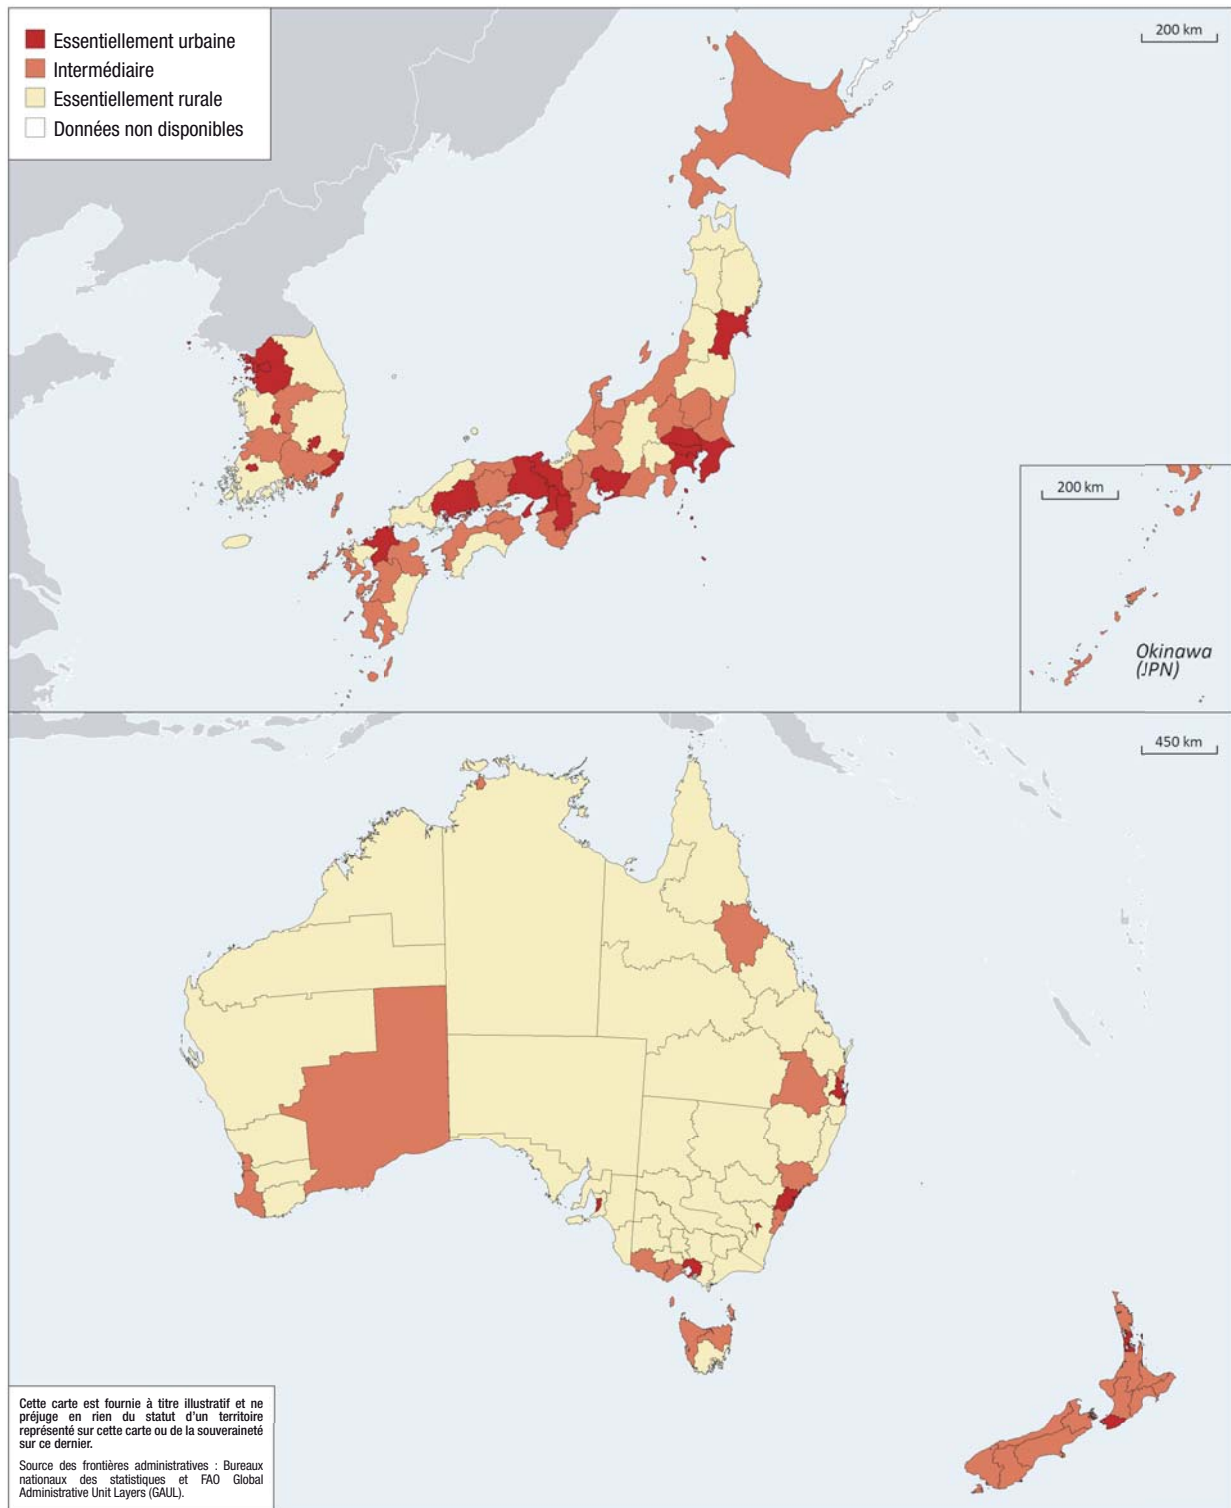 Essentiellement urbaine
Intermédiaire
Essentiellement rurale
Données non disponibles
200 km
200 km
Okinawa
(JPN)
450 km
Cette carte est fournie à titre illustratif et ne
préjuge en rien du statut d'un territoire
représenté sur cette carte ou de la souveraineté
sur ce dernier.
Source des frontières administratives : Bureaux
nationaux des statistiques et FAO Global
Administrative Unit Layers (GAUL).